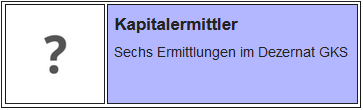 ?
Kapitalermittler
Sechs Ermittlungen im Dezernat GKS